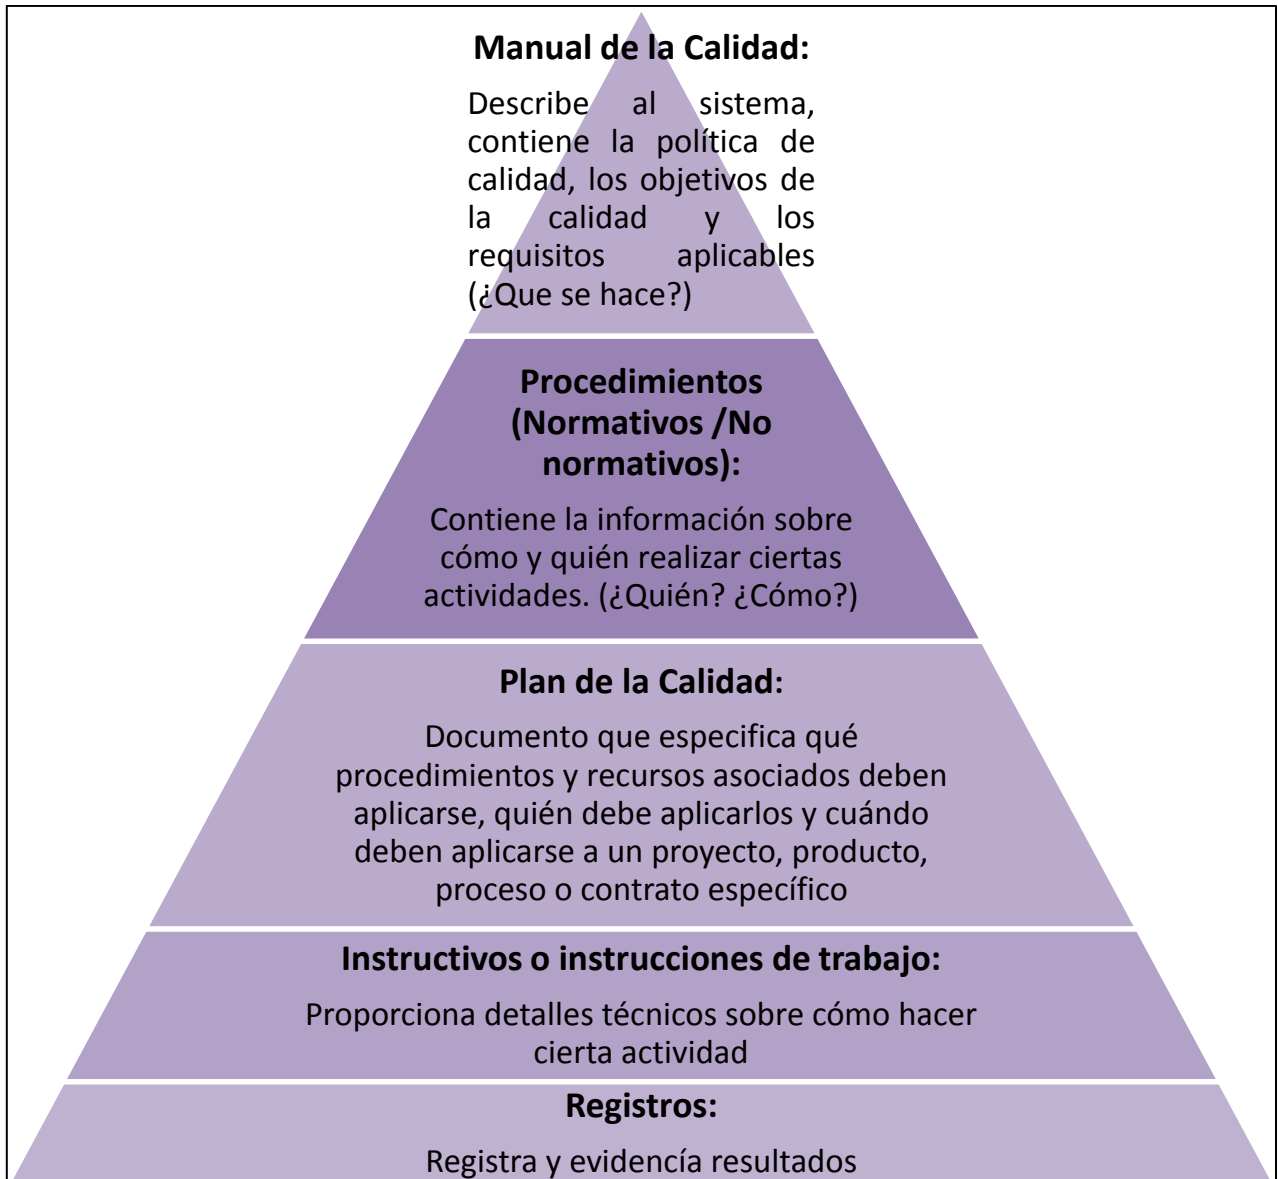 Manual de la Calidad:
Describe al sistema,
contiene la política de
calidad, los objetivos de
la calidad y los
requisitos aplicables
(¿Que se hace?)
Procedimientos
(Normativos /No
normativos):
Contiene la información sobre
cómo y quién realizar ciertas
actividades. (¿Quién? ¿Cómo?)
Plan de la Calidad:
Documento que especifica qué
procedimientos y recursos asociados deben
aplicarse, quién debe aplicarlos y cuándo
deben aplicarse a un proyecto, producto,
proceso o contrato específico
Instructivos o instrucciones de trabajo:
Proporciona detalles técnicos sobre cómo hacer
cierta actividad
Registros:
Registra y evidencía resultados